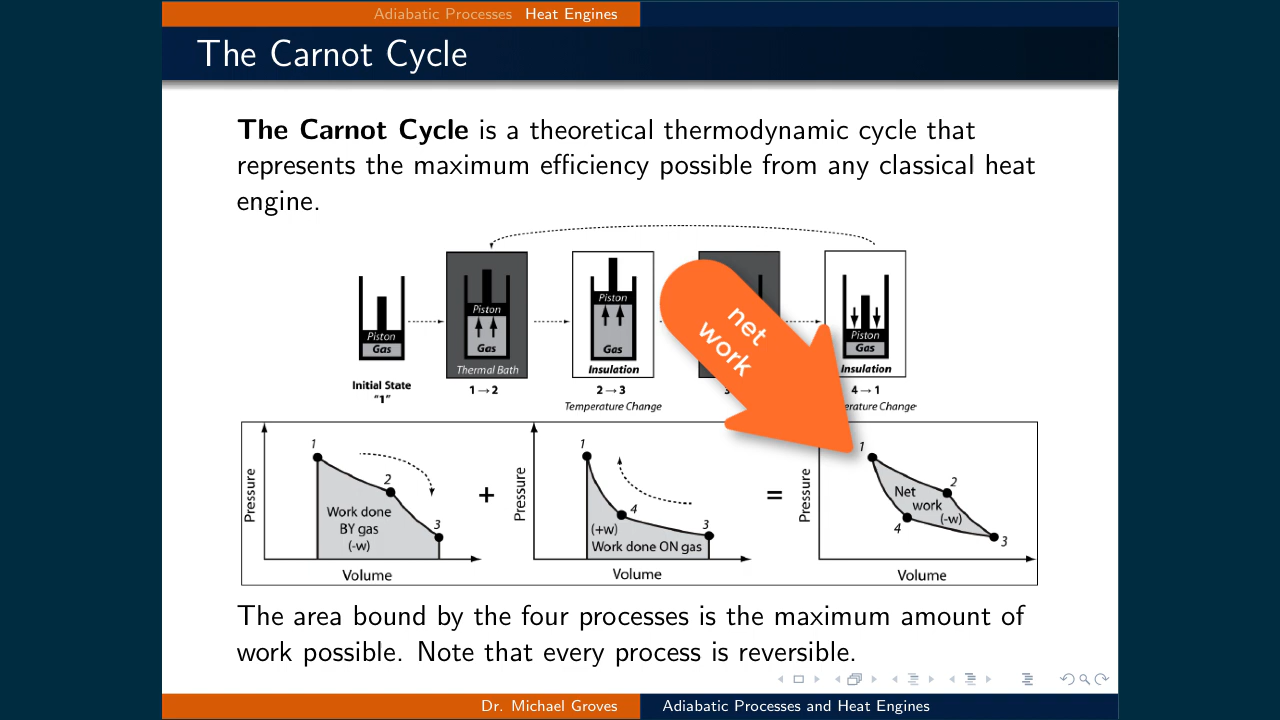 Adiabatic Processes Heat Engines
The Carnot Cycle
The Carnot Cycle is a theoretical thermodynamic cycle that
represents the maximum efficiency possible from any classical heat
engine.
Piston
Gas
Initial State
"1"
Piston
Gas
Thermal Bath
1→2
Piston
Gas
Insulation
2→3
Temperature Change
net
work
Piston
Gas
Insulation
4→1
erature Change
Pressure
1
2
3
Work done
BY gas
(-w)
Volume
+
Pressure
1
4
3
(+w)
Work done ON gas
Volume
=
Pressure
1
2
Net
work
(-w)
4
3
Volume
The area bound by the four processes is the maximum amount of
work possible. Note that every process is reversible.
Dr. Michael Groves
Adiabatic Processes and Heat Engines